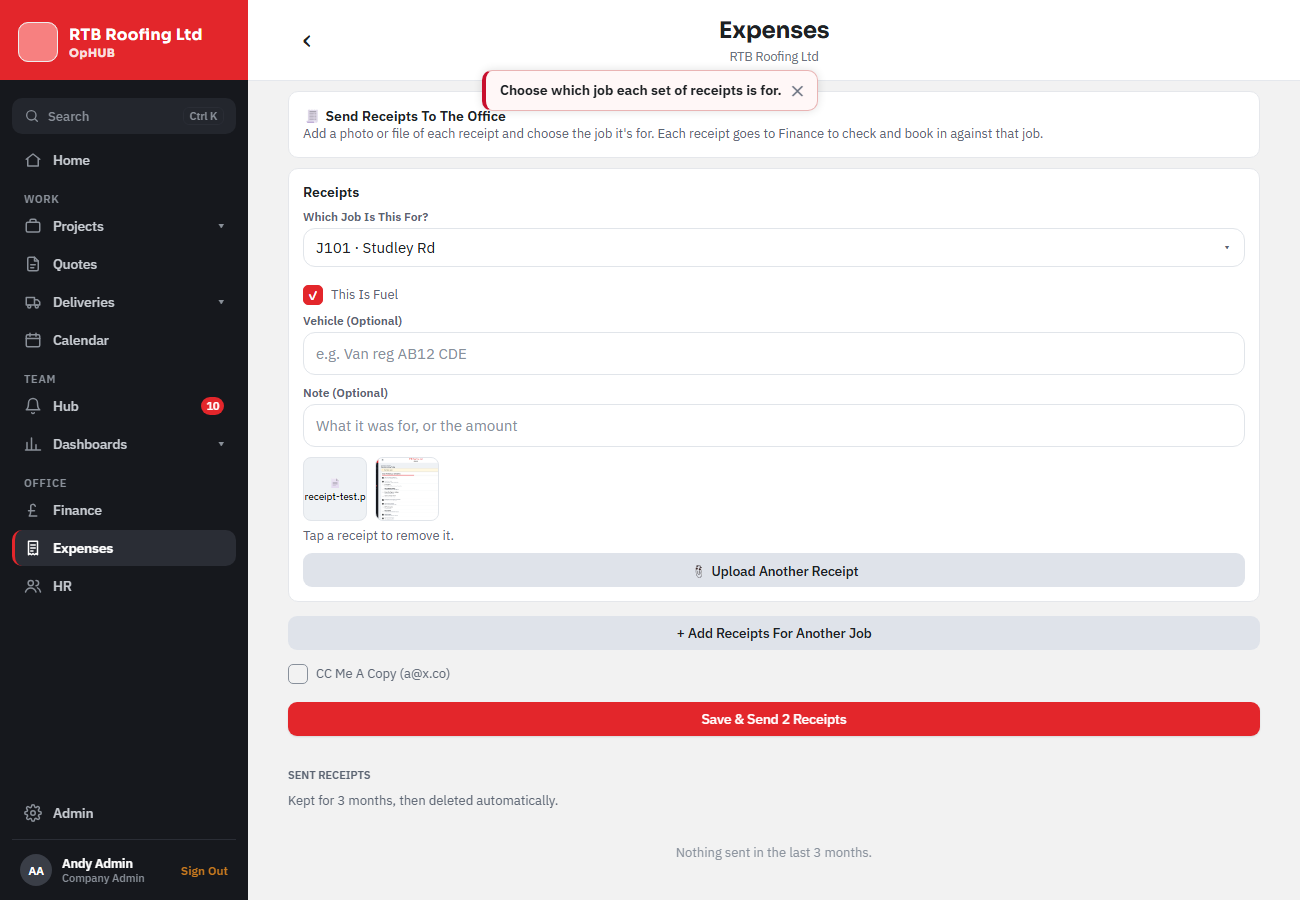 RTB Roofing Ltd
OpHUB
Search
Ctrl K
Home
WORK
Projects
Quotes
Deliveries
Calendar
TEAM
Hub
10
Dashboards
OFFICE
Finance
Expenses
HR
Admin
AA
Andy Admin
Company Admin
Sign Out
Expenses
RTB Roofing Ltd
Choose which job each set of receipts is for.
Send Receipts To The Office
Add a photo or file of each receipt and choose the job it's for. Each receipt goes to Finance to check and book in against that job.
Receipts
Which Job Is This For?
J101 · Studley Rd
This Is Fuel
Vehicle (Optional)
e.g. Van reg AB12 CDE
Note (Optional)
What it was for, or the amount
receipt-test.p
Tap a receipt to remove it.
Upload Another Receipt
+ Add Receipts For Another Job
CC Me A Copy (a@x.co)
Save & Send 2 Receipts
SENT RECEIPTS
Kept for 3 months, then deleted automatically.
Nothing sent in the last 3 months.